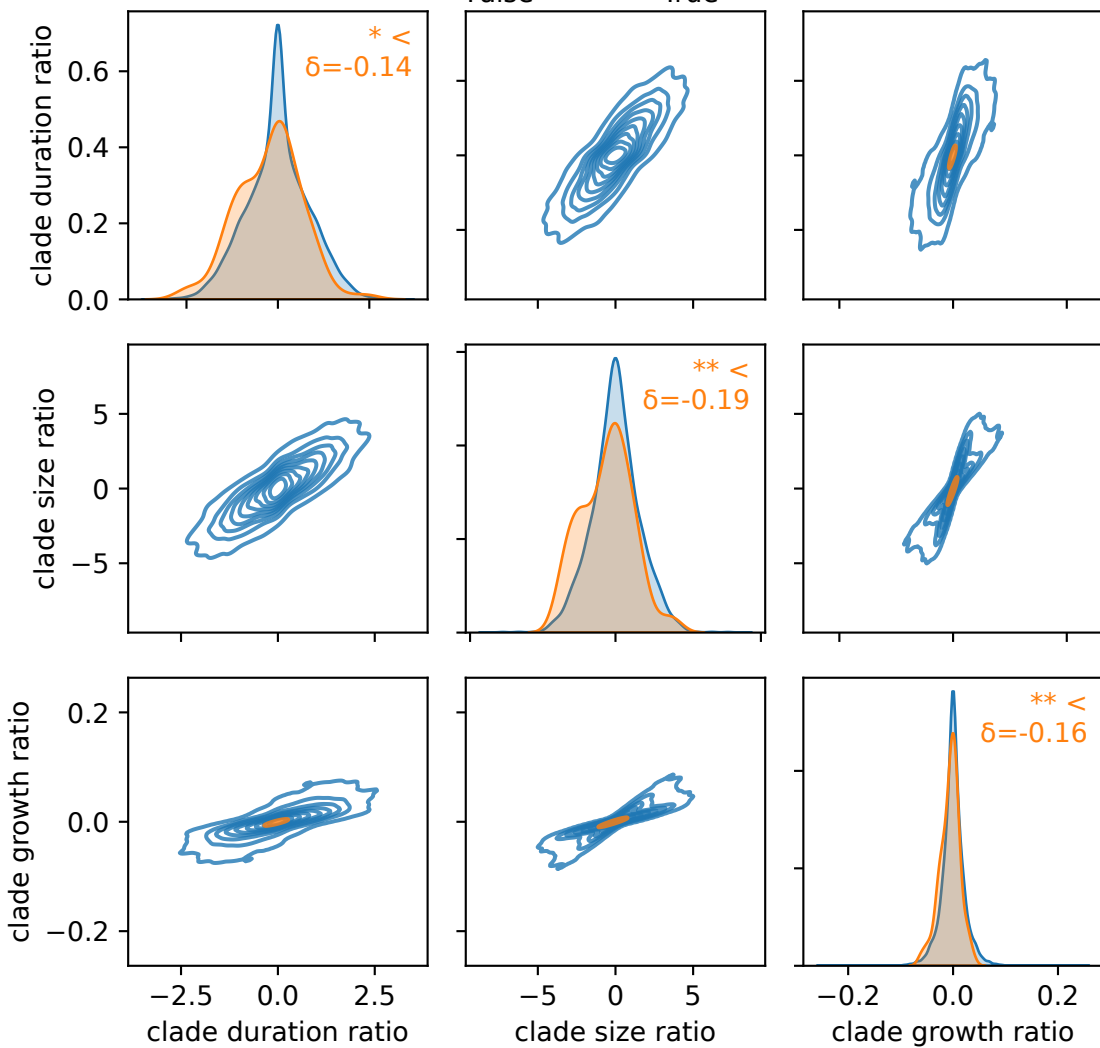 clade duration ratio
0.6
0.4
0.2
0.0
* <
δ=-0.14
clade size ratio
5
0
−5
** <
δ=-0.19
clade growth ratio
0.2
0.0
−0.2
** <
δ=-0.16
−2.5
0.0
2.5
clade duration ratio
−5
0
5
clade size ratio
−0.2
0.0
0.2
clade growth ratio